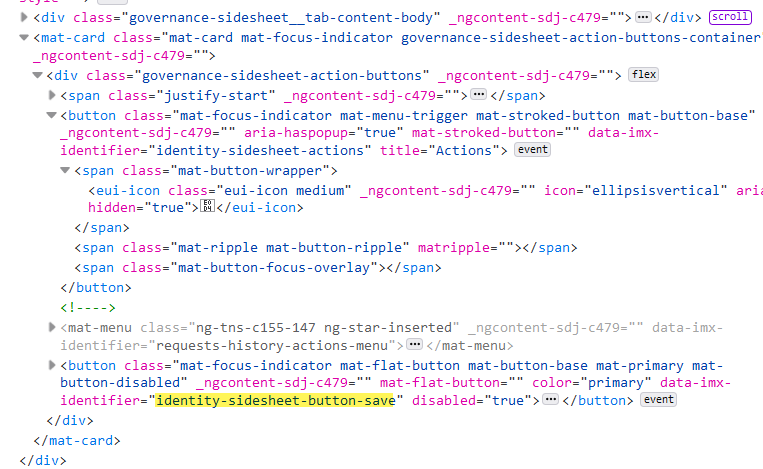 style="">
<div class="governance-sidesheet__tab-content-body" _ngcontent-sdj-c479="">⋯</div> scroll
<mat-card class="mat-card mat-focus-indicator governance-sidesheet-action-buttons-container"
_ngcontent-sdj-c479="">
<div class="governance-sidesheet-action-buttons" _ngcontent-sdj-c479=""> flex
<span class="justify-start" _ngcontent-sdj-c479="">⋯</span>
<button class="mat-focus-indicator mat-menu-trigger mat-stroked-button mat-button-base"
_ngcontent-sdj-c479="" aria-haspopup="true" mat-stroked-button="" data-imx-
identifier="identity-sidesheet-actions" title="Actions"> event
<span class="mat-button-wrapper">
<eui-icon class="eui-icon medium" _ngcontent-sdj-c479="" icon="ellipsisvertical" aria
hidden="true"></eui-icon>
</span>
<span class="mat-ripple mat-button-ripple" matripple=""></span>
<span class="mat-button-focus-overlay"></span>
</button>
<!---->
<mat-menu class="ng-tns-c155-147 ng-star-inserted" _ngcontent-sdj-c479="" data-imx-
identifier="requests-history-actions-menu">⋯</mat-menu>
<button class="mat-focus-indicator mat-flat-button mat-button-base mat-primary mat-
button-disabled" _ngcontent-sdj-c479="" mat-flat-button="" color="primary" data-imx-
identifier="identity-sidesheet-button-save" disabled="true">⋯</button> event
</div>
</mat-card>
</div>